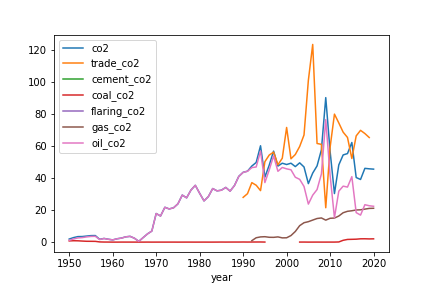 co2
trade_co2
cement_co2
coal_co2
flaring_co2
gas_co2
oil_co2
120
100
80
60
40
20
0
1950 1960 1970 1980 1990 2000 2010 2020
year